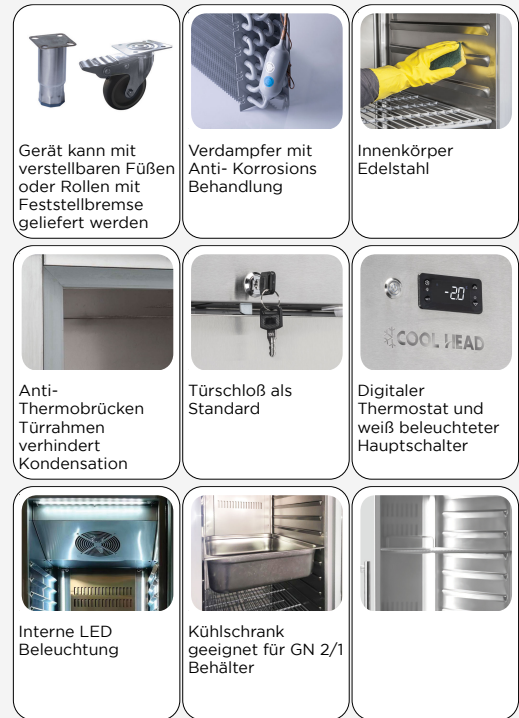 Gerät kann mit
verstellbaren Füßen
oder Rollen mit
Feststellbremse
geliefert werden
Verdampfer mit
Anti- Korrosions
Behandlung
Innenkörper
Edelstahl
Anti-
Thermobrücken
Türrahmen
verhindert
Kondensation
Türschloß als
Standard
-2.0
COOL HEAD
Digitaler
Thermostat und
weiß beleuchteter
Hauptschalter
Interne LED
Beleuchtung
Kühlschrank
geeignet für GN 2/1
Behälter